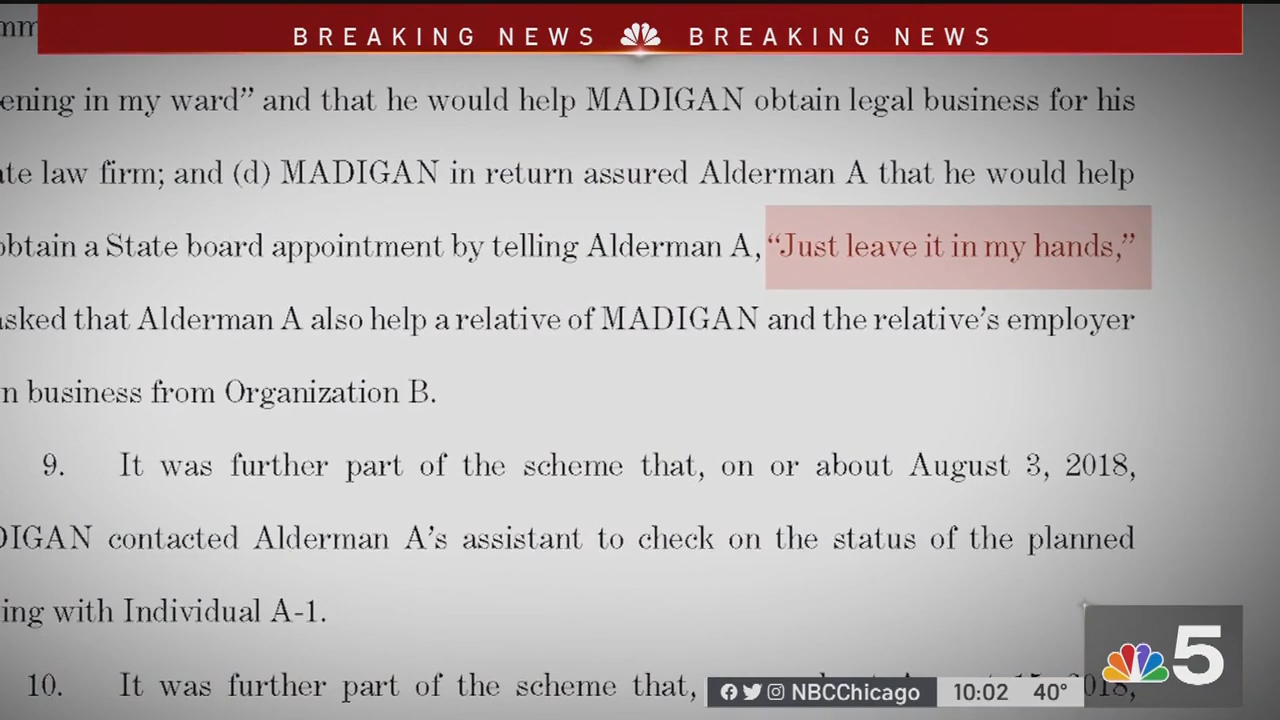 BREAKING NEWS BREAKING NEWS
ening in my ward” and that he would help MADIGAN obtain legal business for his
ate law firm; and (d) MADIGAN in return assured Alderman A that he would help
obtain a State board appointment by telling Alderman A, “Just leave it in my hands,”
asked that Alderman A also help a relative of MADIGAN and the relative’s employer
n business from Organization B.
9. It was further part of the scheme that, on or about August 3, 2018,
DIGAN contacted Alderman A’s assistant to check on the status of the planned
ing with Individual A-1.
10. It was further part of the scheme that, 2018,
5
NBCChicago 10:02 40°